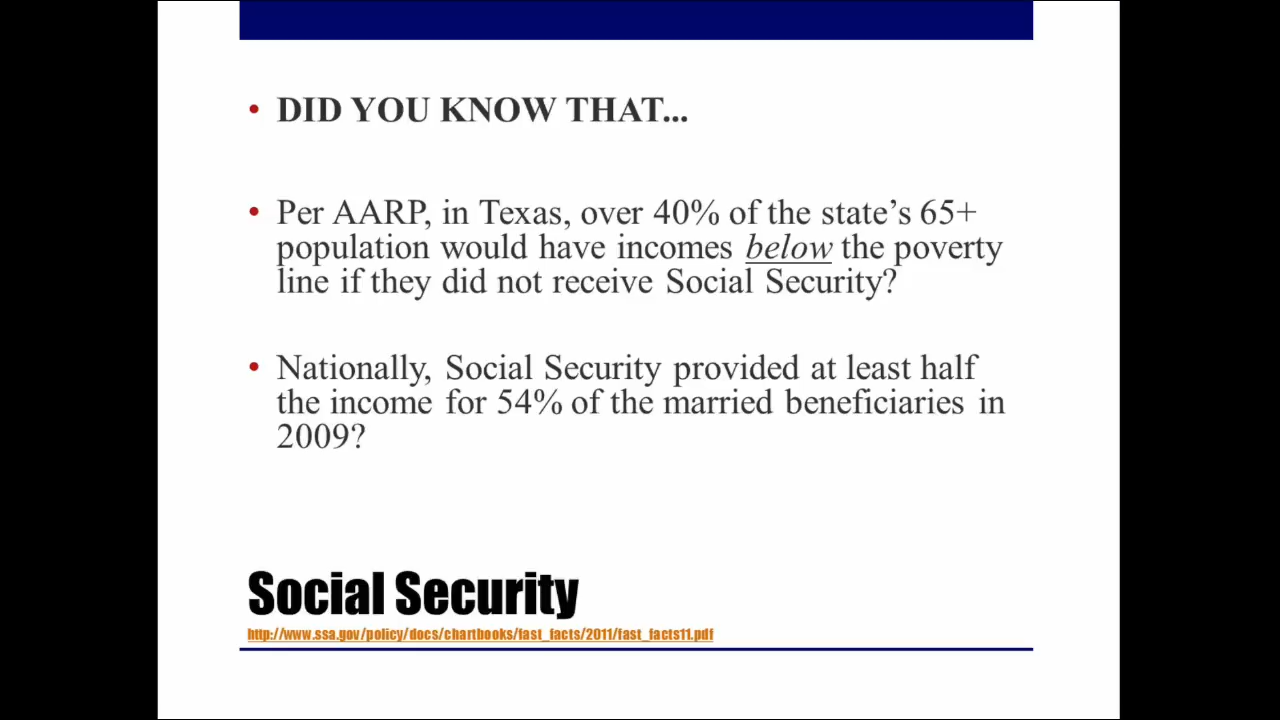 • DID YOU KNOW THAT...
• Per AARP, in Texas, over 40% of the state’s 65+
population would have incomes below the poverty
line if they did not receive Social Security?
• Nationally, Social Security provided at least half
the income for 54% of the married beneficiaries in
2009?
Social Security
http://www.ssa.gov/policy/docs/chartbooks/fast_facts/2011/fast_facts11.pdf